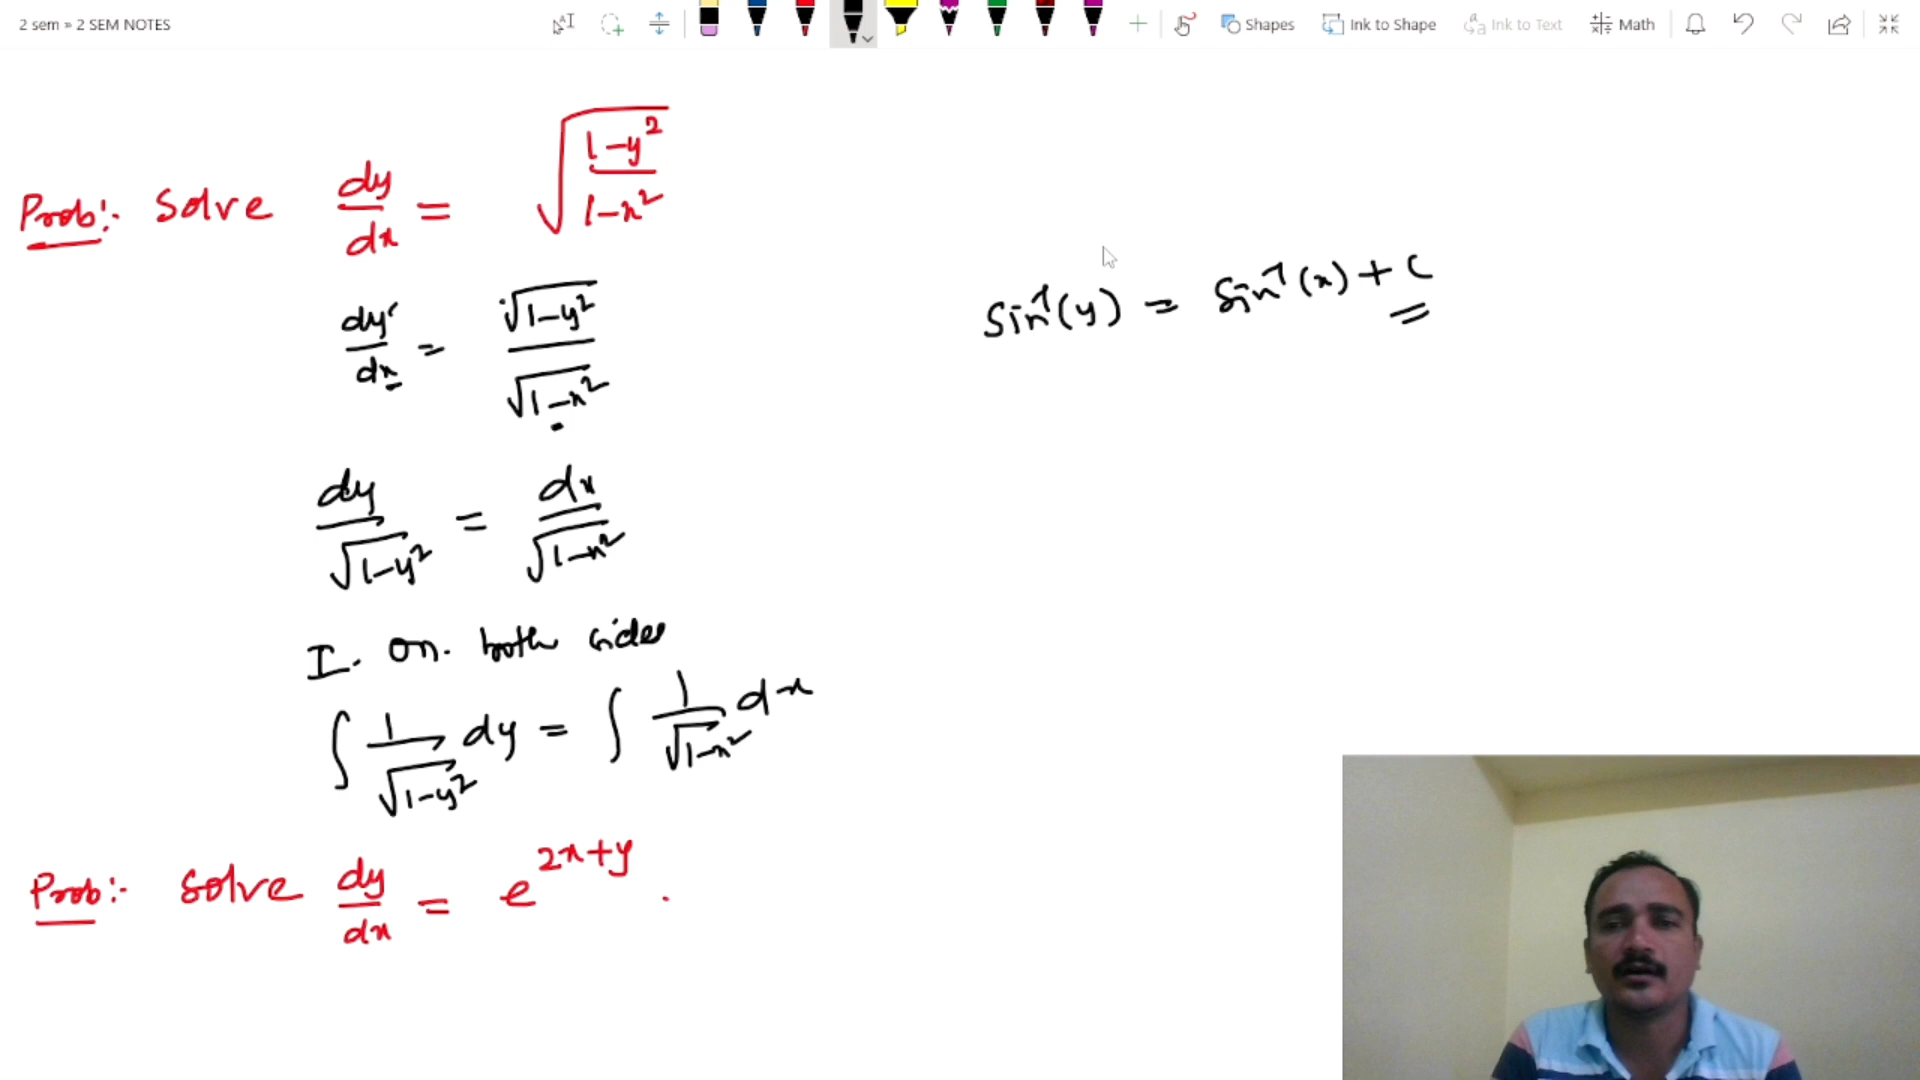 2 sem » 2 SEM NOTES
Shapes Ink to Shape Ink to Text Math
Prob:- Solve dy/dx = √((1-y²)/(1-x²))
dy/dx = √(1-y²)/√(1-x²)
dy/√(1-y²) = dx/√(1-x²)
I. on. both sides
∫ 1/√(1-y²) dy = ∫ 1/√(1-x²) dx
Prob:- Solve dy/dx = e^(2x+y).
Sin⁻¹(y) = Sin⁻¹(x) + C